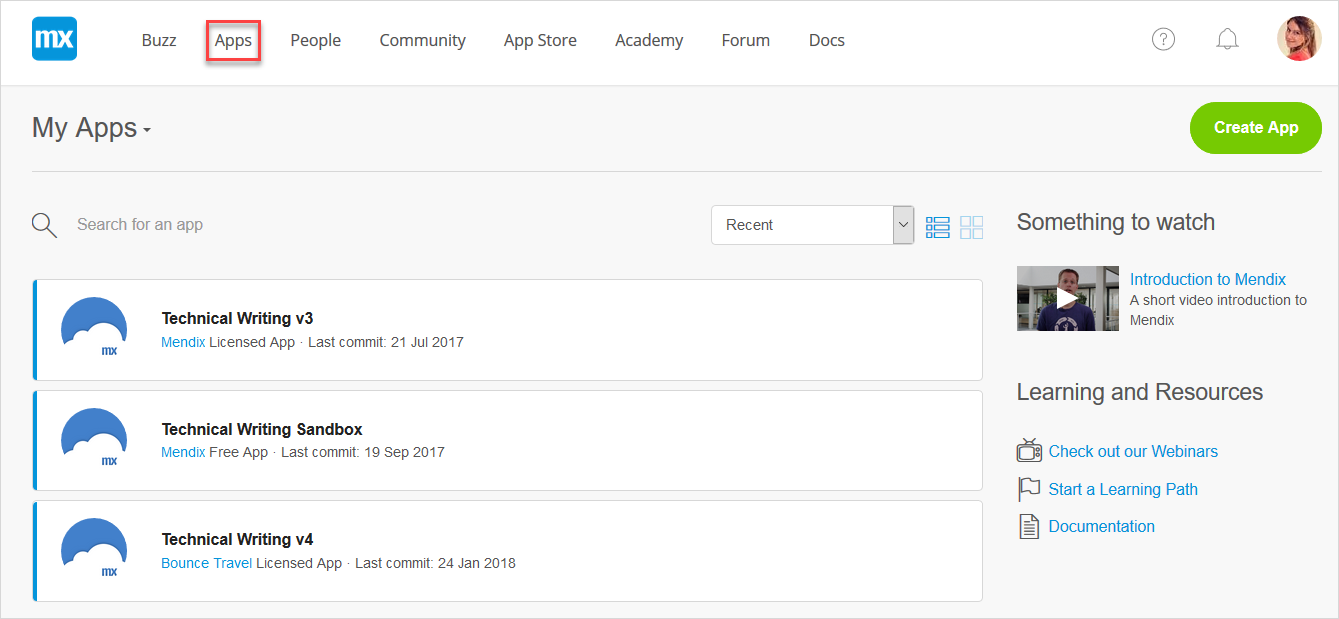 mx Buzz Apps People Community App Store Academy Forum Docs ?
My Apps Create App
Search for an app Recent
Something to watch
Introduction to Mendix
A short video introduction to
Mendix
Technical Writing v3
Mendix Licensed App · Last commit: 21 Jul 2017
mx
Technical Writing Sandbox
Mendix Free App · Last commit: 19 Sep 2017
mx
Technical Writing v4
Bounce Travel Licensed App · Last commit: 24 Jan 2018
mx
Learning and Resources
Check out our Webinars
Start a Learning Path
Documentation